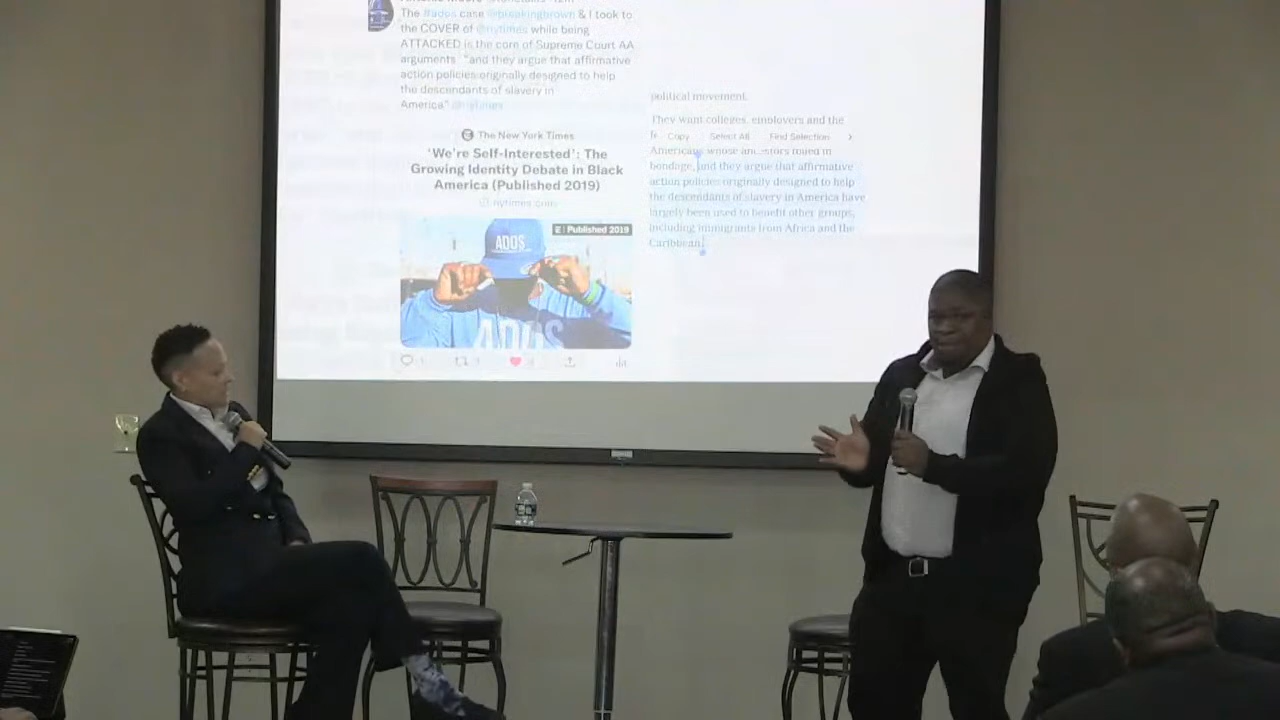 The #ados case @breakingbrown & I took to
the COVER of @nytimes while being
ATTACKED is the core of Supreme Court AA
arguments "and they argue that affirmative
action policies originally designed to help
the descendants of slavery in
America" @nytimes
The New York Times
'We're Self-Interested': The
Growing Identity Debate in Black
America (Published 2019)
nytimes.com
Published 2019
ADOS
ADOS
political movement.
They want colleges, employers and the
Copy Select All Find Selection
Americans whose ancestors toiled in
bondage, and they argue that affirmative
action policies originally designed to help
the descendants of slavery in America have
largely been used to benefit other groups,
including immigrants from Africa and the
Caribbean.